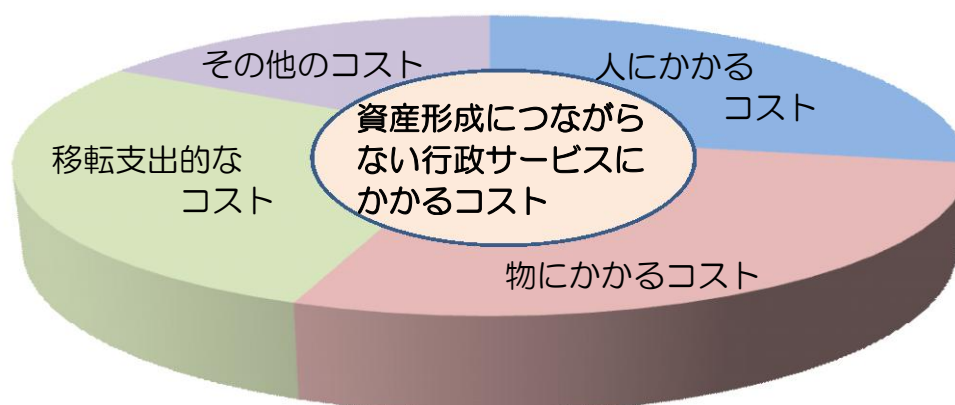 その他のコスト
人にかかる
コスト
資産形成につながら
ない行政サービスに
かかるコスト
移転支出的な
コスト
物にかかるコスト